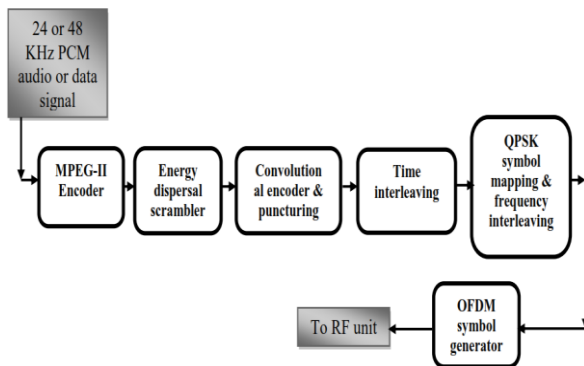 24 or 48
KHz PCM
audio or data
signal
MPEG-II
Encoder
Energy
dispersal
scrambler
Convolution
al encoder &
puncturing
Time
interleaving
QPSK
symbol
mapping &
frequency
interleaving
To RF unit
OFDM
symbol
generator